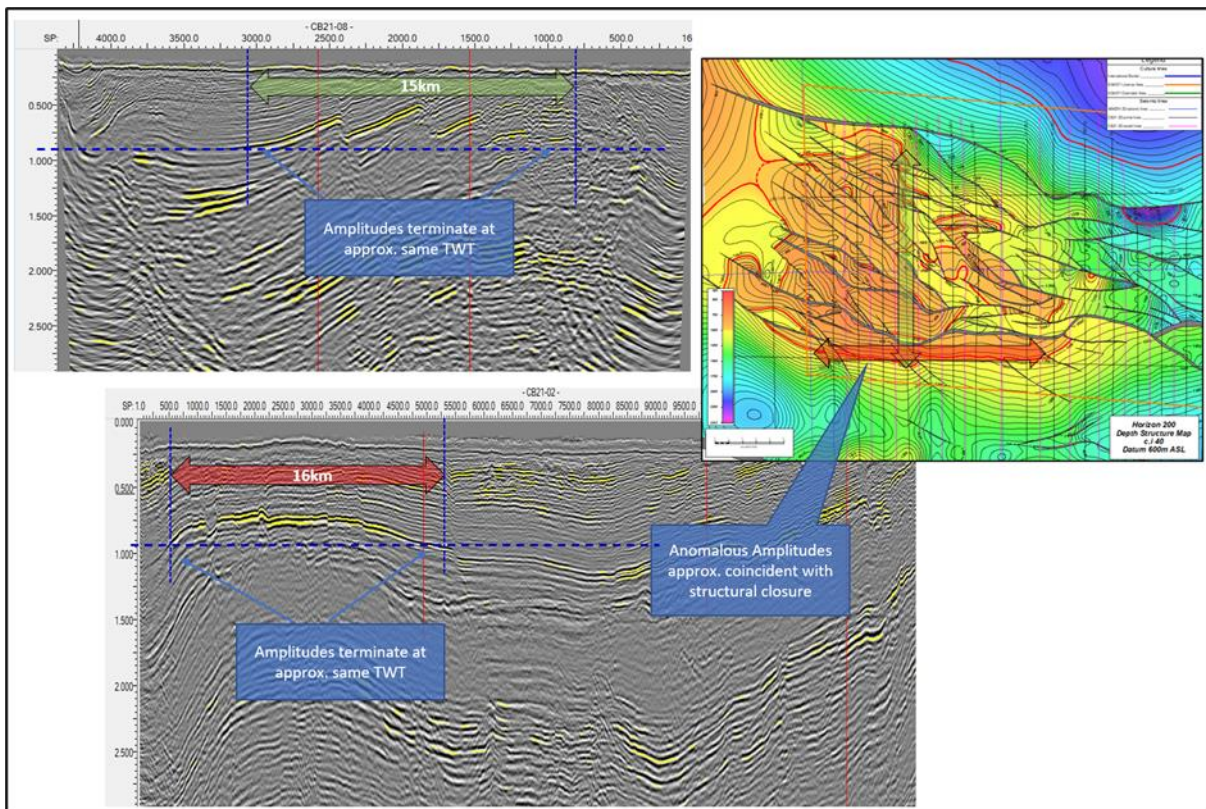 - CB21-08 -
SP: 4000.0 3500.0 3000.0 2500.0 2000.0 1500.0 1000.0 500.0 16
15km
0.500
1.000
1.500
2.000
2.500
Amplitudes terminate at
approx. same TWT
Horizon 200
Depth Structure Map
c.i 40
Datum 600m ASL
- CB21-02 -
SP: 1.0 500.0 1000.0 1500.0 2000.0 2500.0 3000.0 3500.0 4000.0 4500.0 5000.0 5500.0 6000.0 6500.0 7000.0 7500.0 8000.0 8500.0 9000.0 9500.0
0.000
16km
0.500
1.000
1.500
2.000
2.500
Amplitudes terminate at
approx. same TWT
Anomalous Amplitudes
approx. coincident with
structural closure